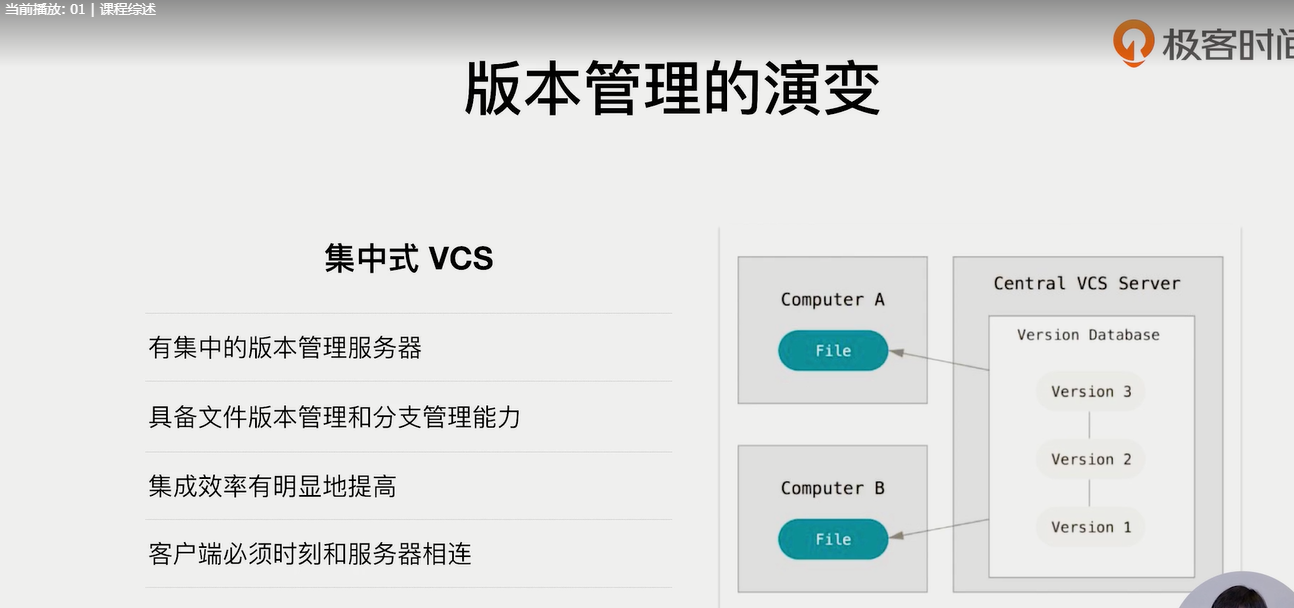 当前播放: 01 | 课程综述
极客时间
版本管理的演变
集中式 VCS
有集中的版本管理服务器
具备文件版本管理和分支管理能力
集成效率有明显地提高
客户端必须时刻和服务器相连
Computer A
File
Computer B
File
Central VCS Server
Version Database
Version 3
Version 2
Version 1